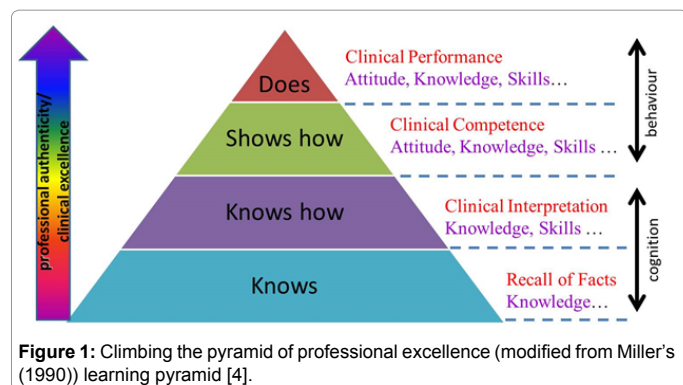 professional authenticity/
clinical excellence
Does
Clinical Performance
Attitude, Knowledge, Skills...
behaviour
Shows how
Clinical Competence
Attitude, Knowledge, Skills ...
Knows how
Clinical Interpretation
Knowledge, Skills ...
cognition
Knows
Recall of Facts
Knowledge...
Figure 1: Climbing the pyramid of professional excellence (modified from Miller's
(1990)) learning pyramid [4].